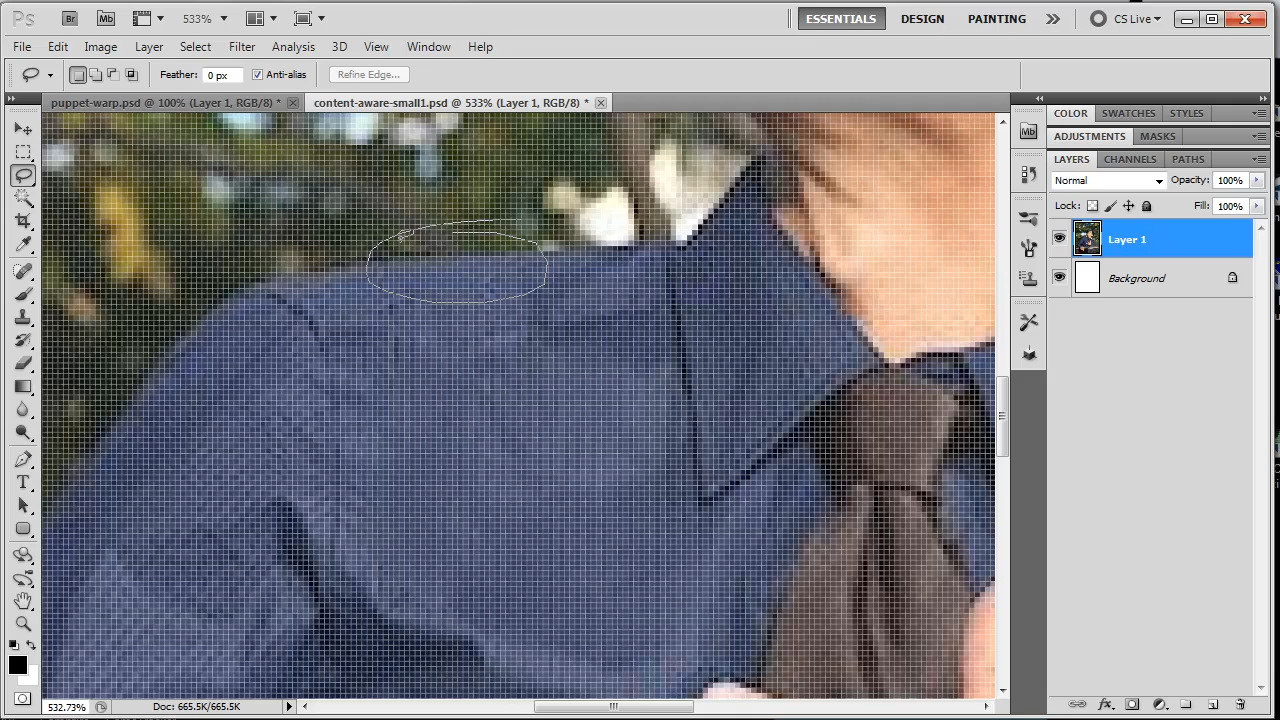 Ps Br Mb 533% ESSENTIALS DESIGN PAINTING CS Live
File Edit Image Layer Select Filter Analysis 3D View Window Help
Feather: 0 px Anti-alias Refine Edge...
puppet-warp.psd @ 100% (Layer 1, RGB/8) * content-aware-small1.psd @ 533% (Layer 1, RGB/8) *
COLOR SWATCHES STYLES
Mb
ADJUSTMENTS MASKS
LAYERS CHANNELS PATHS
Normal Opacity: 100%
Lock: Fill: 100%
Layer 1
Background
T
532.73% Doc: 665.5K/665.5K
fx